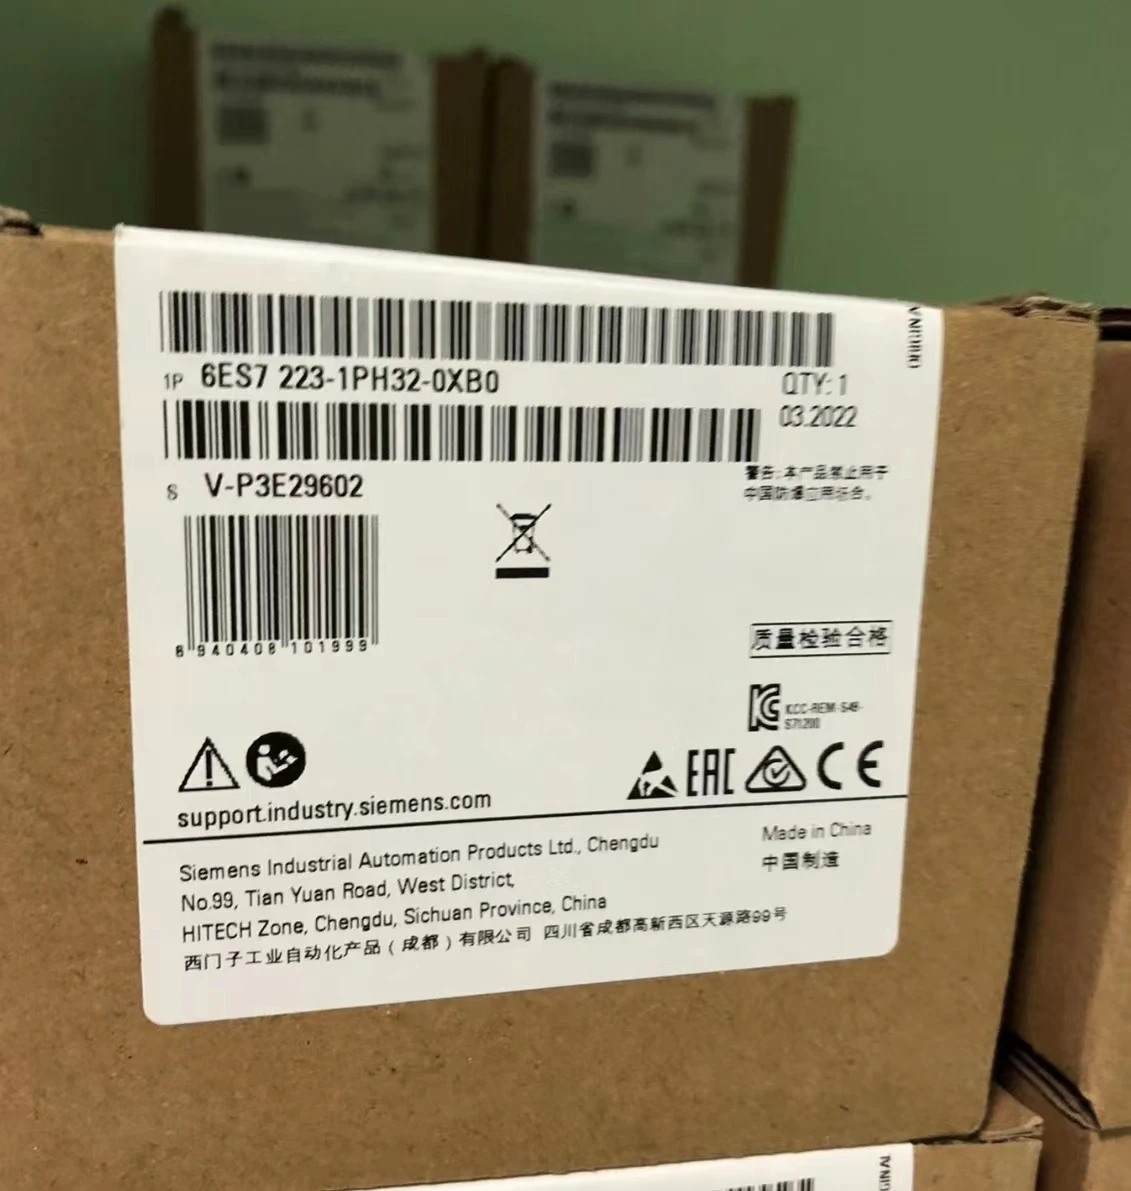 1P 6ES7 223-1PH32-0XB0
QTY: 1
03.2022
S V-P3E29602
警告:本产品禁止用于
中国防爆应用场合。
6 940408 101999
质量检验合格
KCC-REM-S49-
S71200
EAC
CE
support.industry.siemens.com
Siemens Industrial Automation Products Ltd., Chengdu
No.99, Tian Yuan Road, West District,
HITECH Zone, Chengdu, Sichuan Province, China
西门子工业自动化产品(成都)有限公司 四川省成都高新西区天源路99号
Made in China
中国制造